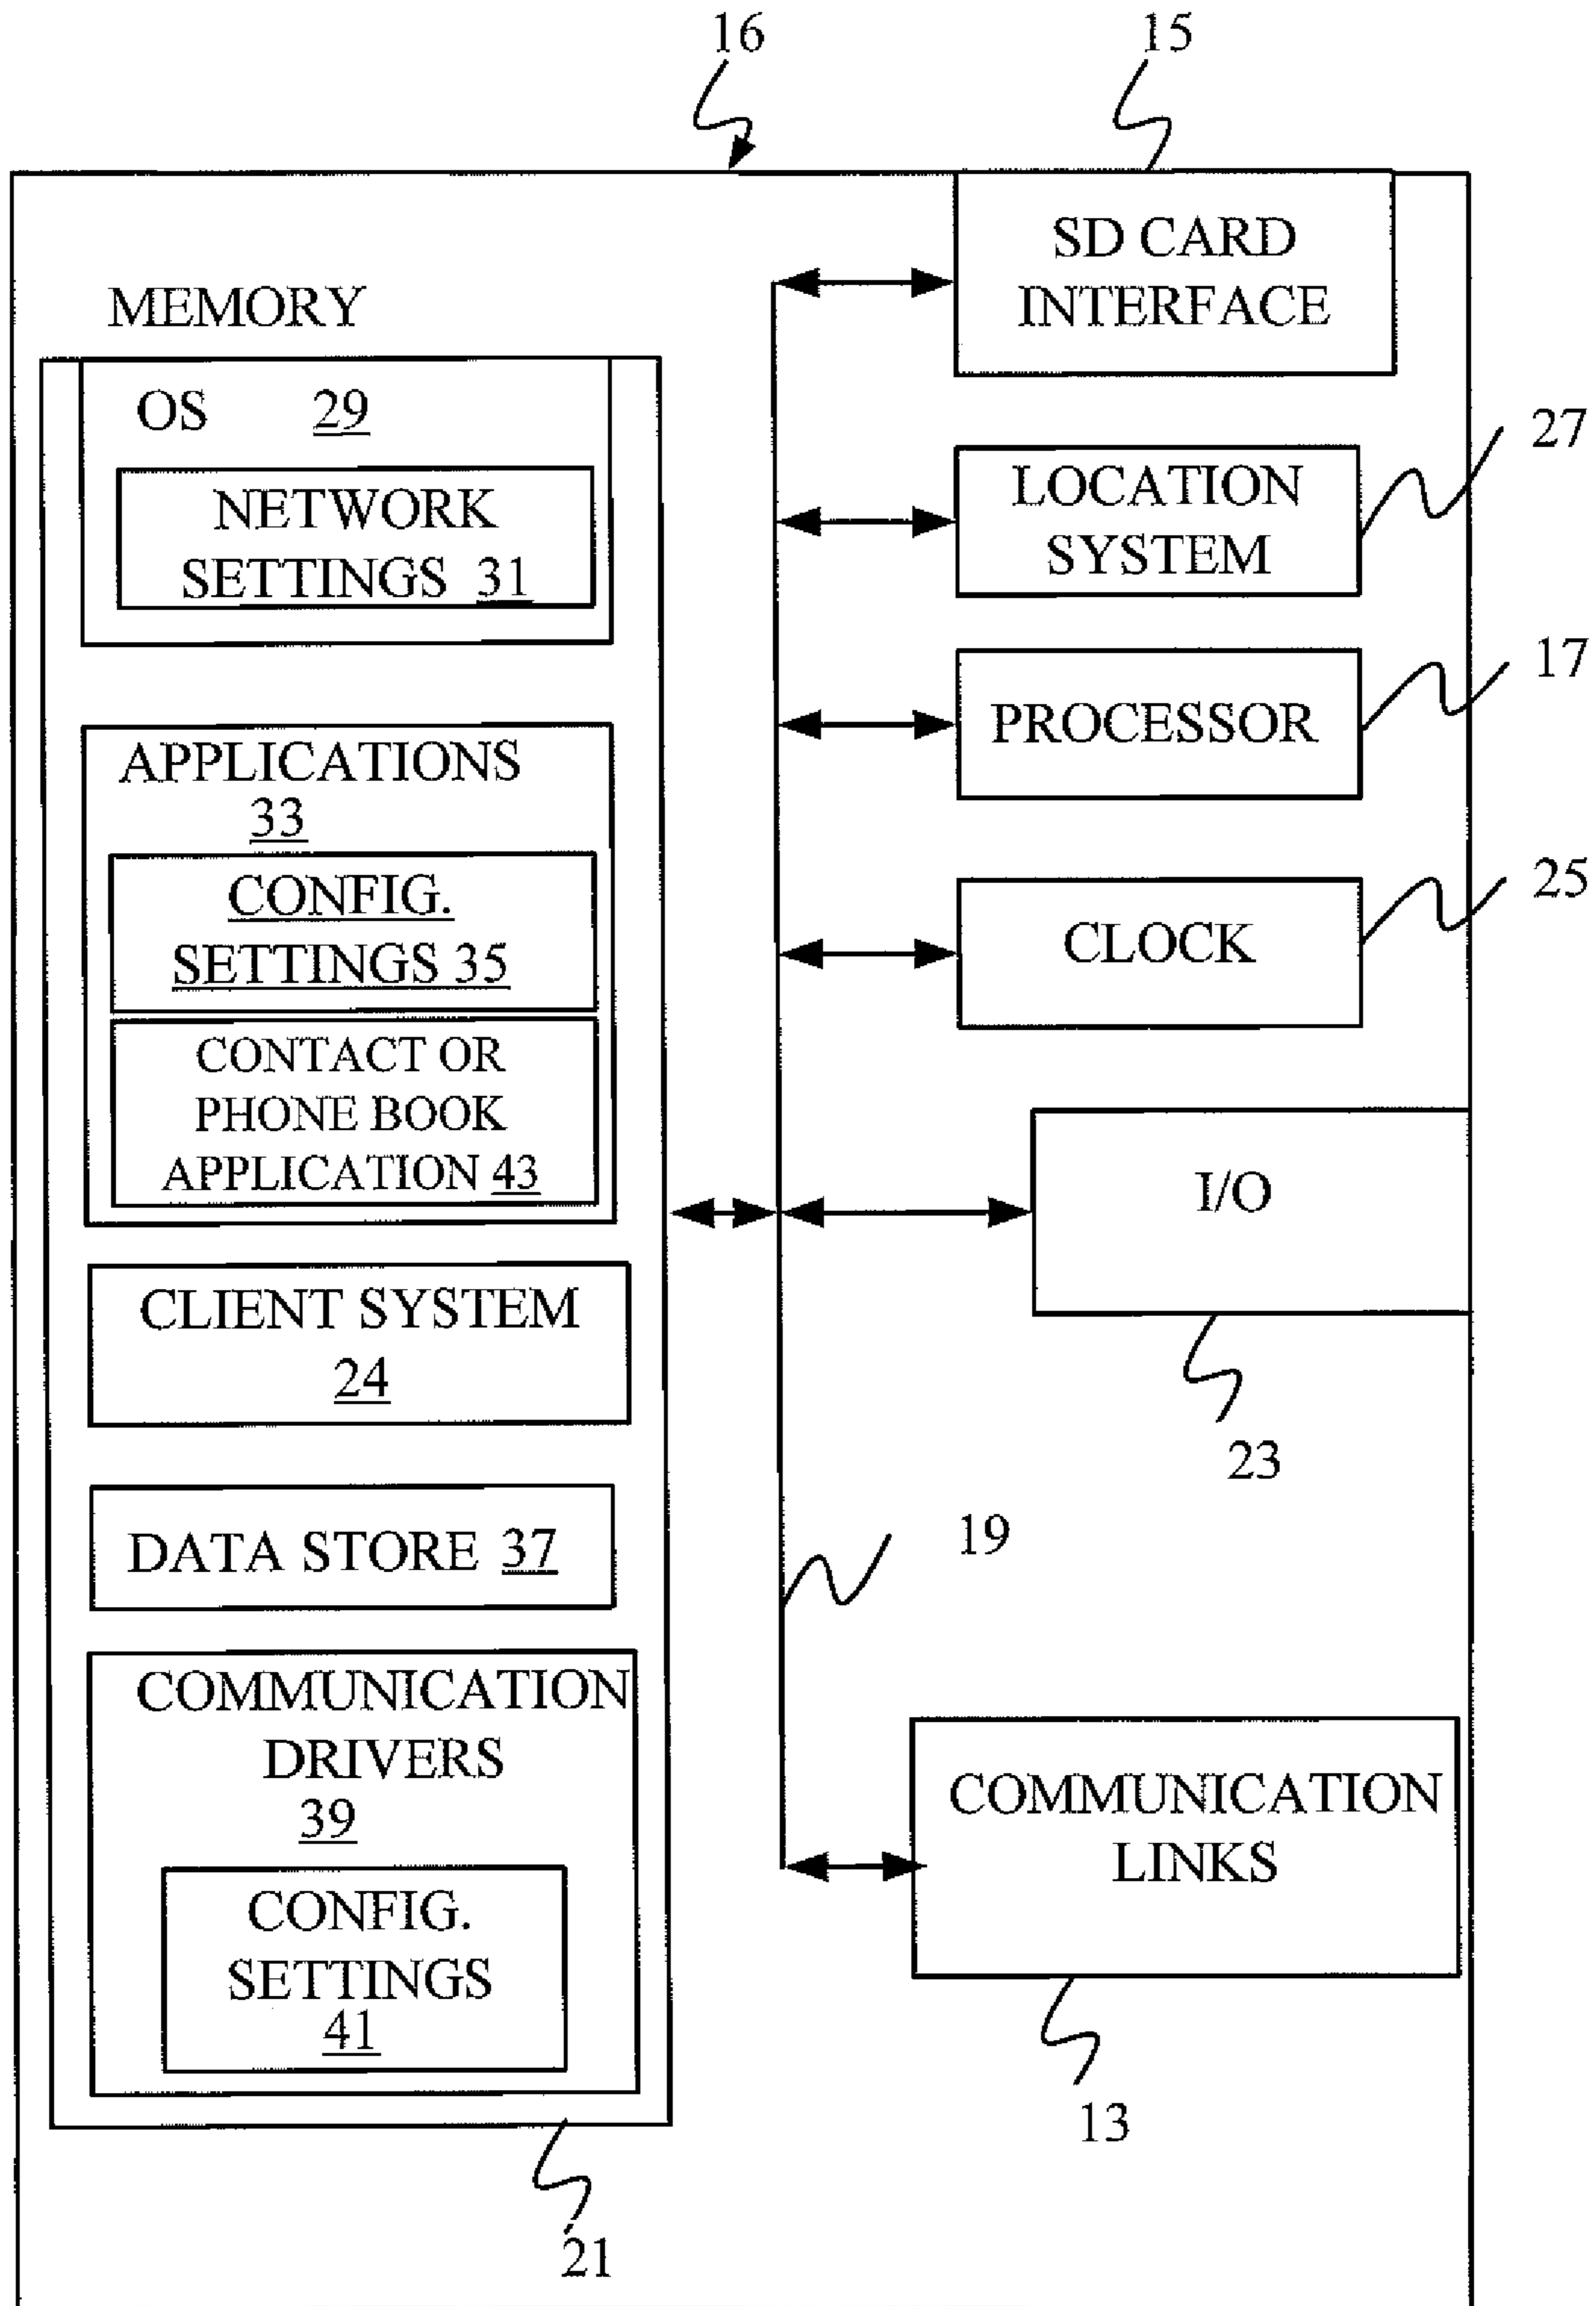 16
15
SD CARD
INTERFACE
MEMORY
OS 29
NETWORK
SETTINGS 31
27
LOCATION
SYSTEM
17
PROCESSOR
APPLICATIONS
33
CONFIG.
SETTINGS 35
25
CLOCK
CONTACT OR
PHONE BOOK
APPLICATION 43
I/O
23
CLIENT SYSTEM
24
DATA STORE 37
19
COMMUNICATION
DRIVERS
39
CONFIG.
SETTINGS
41
COMMUNICATION
LINKS
13
21